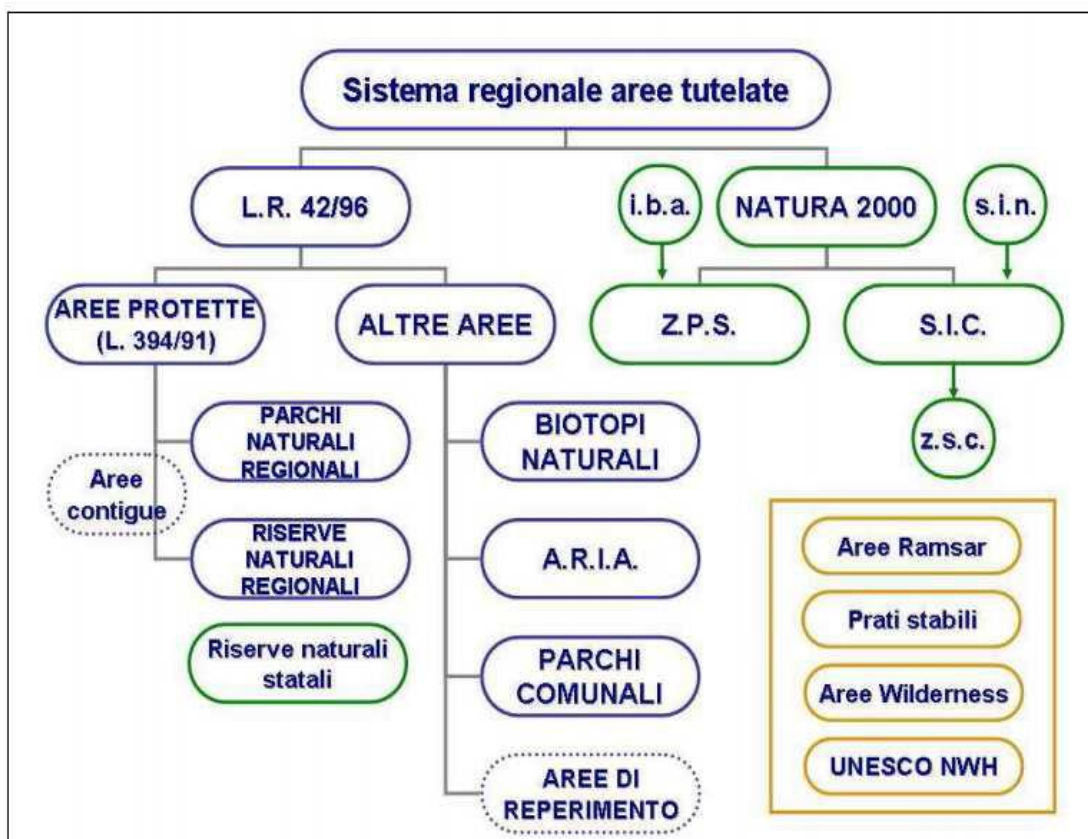 Sistema regionale aree tutelate
L.R. 42/96
i.b.a.
NATURA 2000
s.i.n.
AREE PROTETTE
(L. 394/91)
ALTRE AREE
Z.P.S.
S.I.C.
PARCHI
NATURALI
REGIONALI
BIOTOPI
NATURALI
z.s.c.
Aree
contigue
RISERVE
NATURALI
REGIONALI
A.R.I.A.
Aree Ramsar
Riserve naturali
statali
PARCHI
COMUNALI
Prati stabili
Aree Wilderness
AREE DI
REPERIMENTO
UNESCO NWH